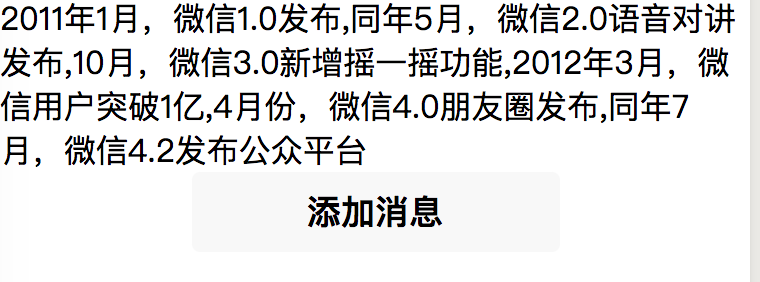 2011年1月，微信1.0发布,同年5月，微信2.0语音对讲
发布,10月，微信3.0新增摇一摇功能,2012年3月，微
信用户突破1亿,4月份，微信4.0朋友圈发布,同年7
月，微信4.2发布公众平台
添加消息